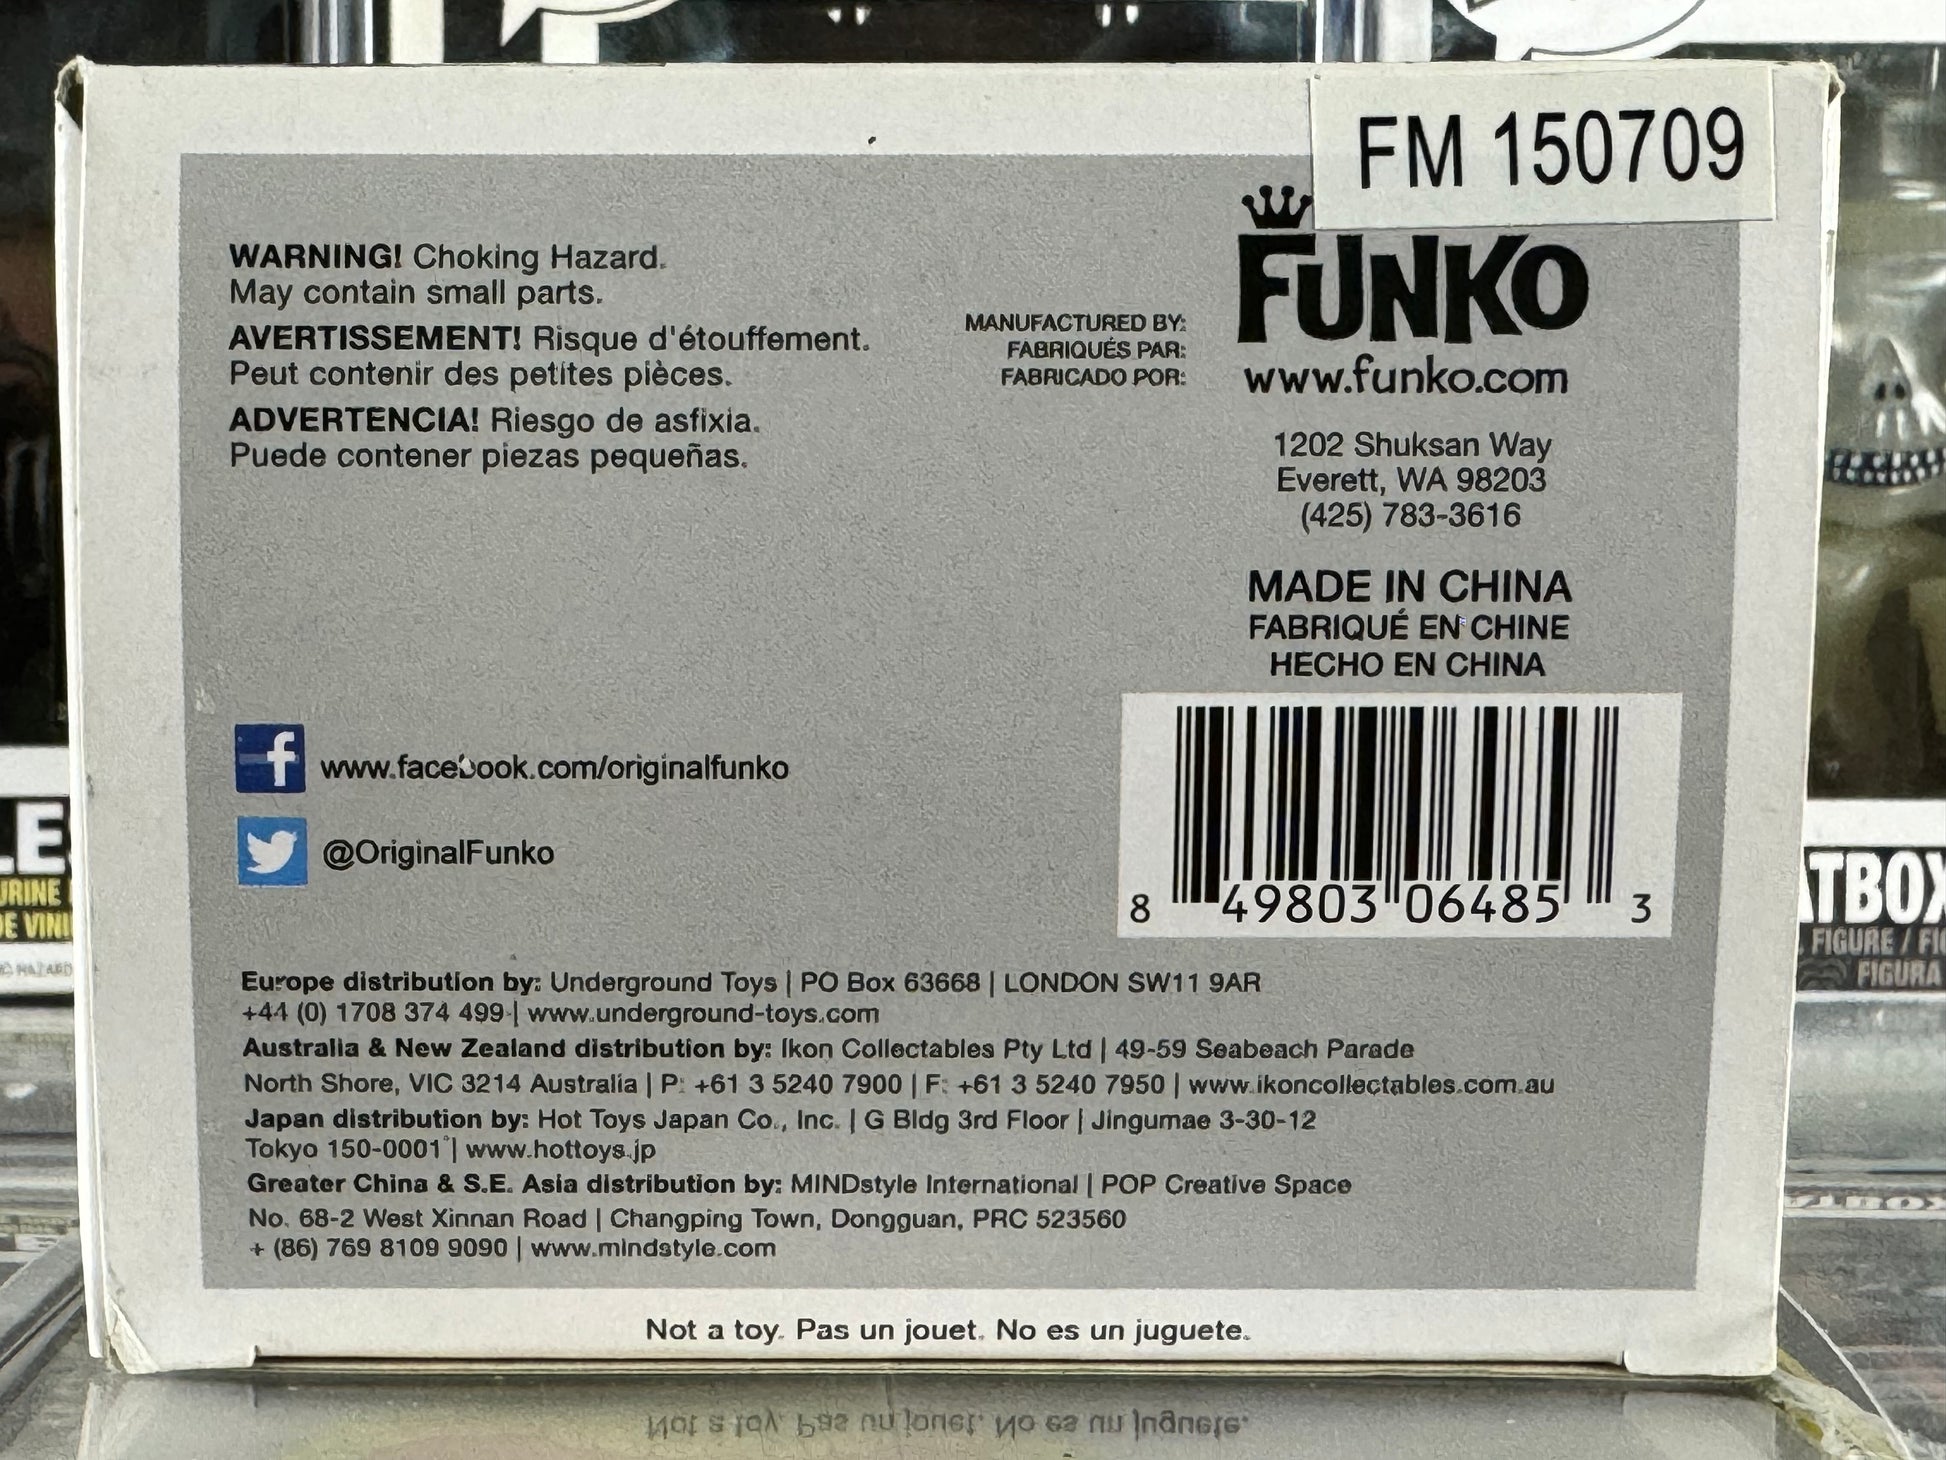 FM 150709
WARNING! Choking Hazard.
May contain small parts.
AVERTISSEMENT! Risque d'étouffement.
Peut contenir des petites pièces.
ADVERTENCIA! Riesgo de asfixia.
Puede contener piezas pequeñas.
MANUFACTURED BY:
FABRIQUÉS PAR:
FABRICADO POR:
FUNKO
www.funko.com
1202 Shuksan Way
Everett, WA 98203
(425) 783-3616
MADE IN CHINA
FABRIQUÉ EN CHINE
HECHO EN CHINA
8 49803 06485 3
www.facebook.com/originalfunko
@OriginalFunko
Europe distribution by: Underground Toys | PO Box 63668 | LONDON SW11 9AR
+44 (0) 1708 374 499 | www.underground-toys.com
Australia & New Zealand distribution by: Ikon Collectables Pty Ltd | 49-59 Seabeach Parade
North Shore, VIC 3214 Australia | P: +61 3 5240 7900 | F: +61 3 5240 7950 | www.ikoncollectables.com.au
Japan distribution by: Hot Toys Japan Co., Inc. | G Bldg 3rd Floor | Jingumae 3-30-12
Tokyo 150-0001 | www.hottoys.jp
Greater China & S.E. Asia distribution by: MINDstyle International | POP Creative Space
No. 68-2 West Xinnan Road | Changping Town, Dongguan, PRC 523560
+ (86) 769 8109 9090 | www.mindstyle.com
Not a toy. Pas un jouet. No es un juguete.
TBOX
FIGURE / FI
FIGURA
LE
URINE
DE VINI